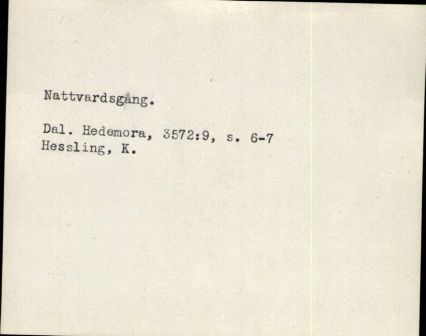 Nattvardsgång.
Dal. Hedemora, 3572:9, s. 6-7
Hessling, K.